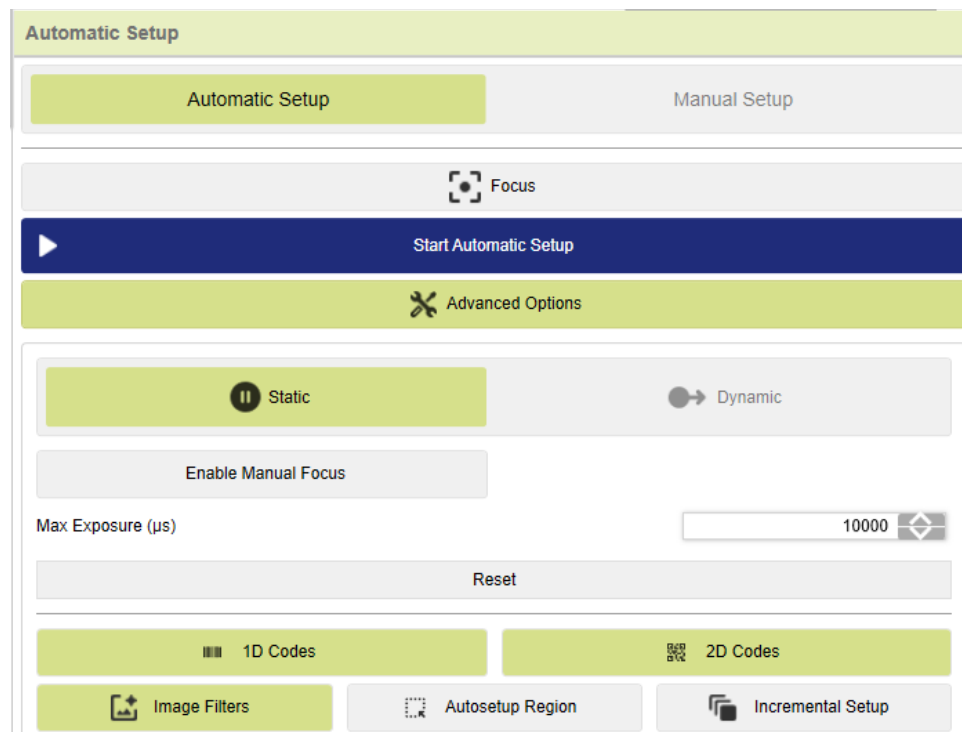 Automatic Setup
Automatic Setup Manual Setup
Focus
Start Automatic Setup
Advanced Options
Static Dynamic
Enable Manual Focus
Max Exposure (µs) 10000
Reset
1D Codes 2D Codes
Image Filters Autosetup Region Incremental Setup